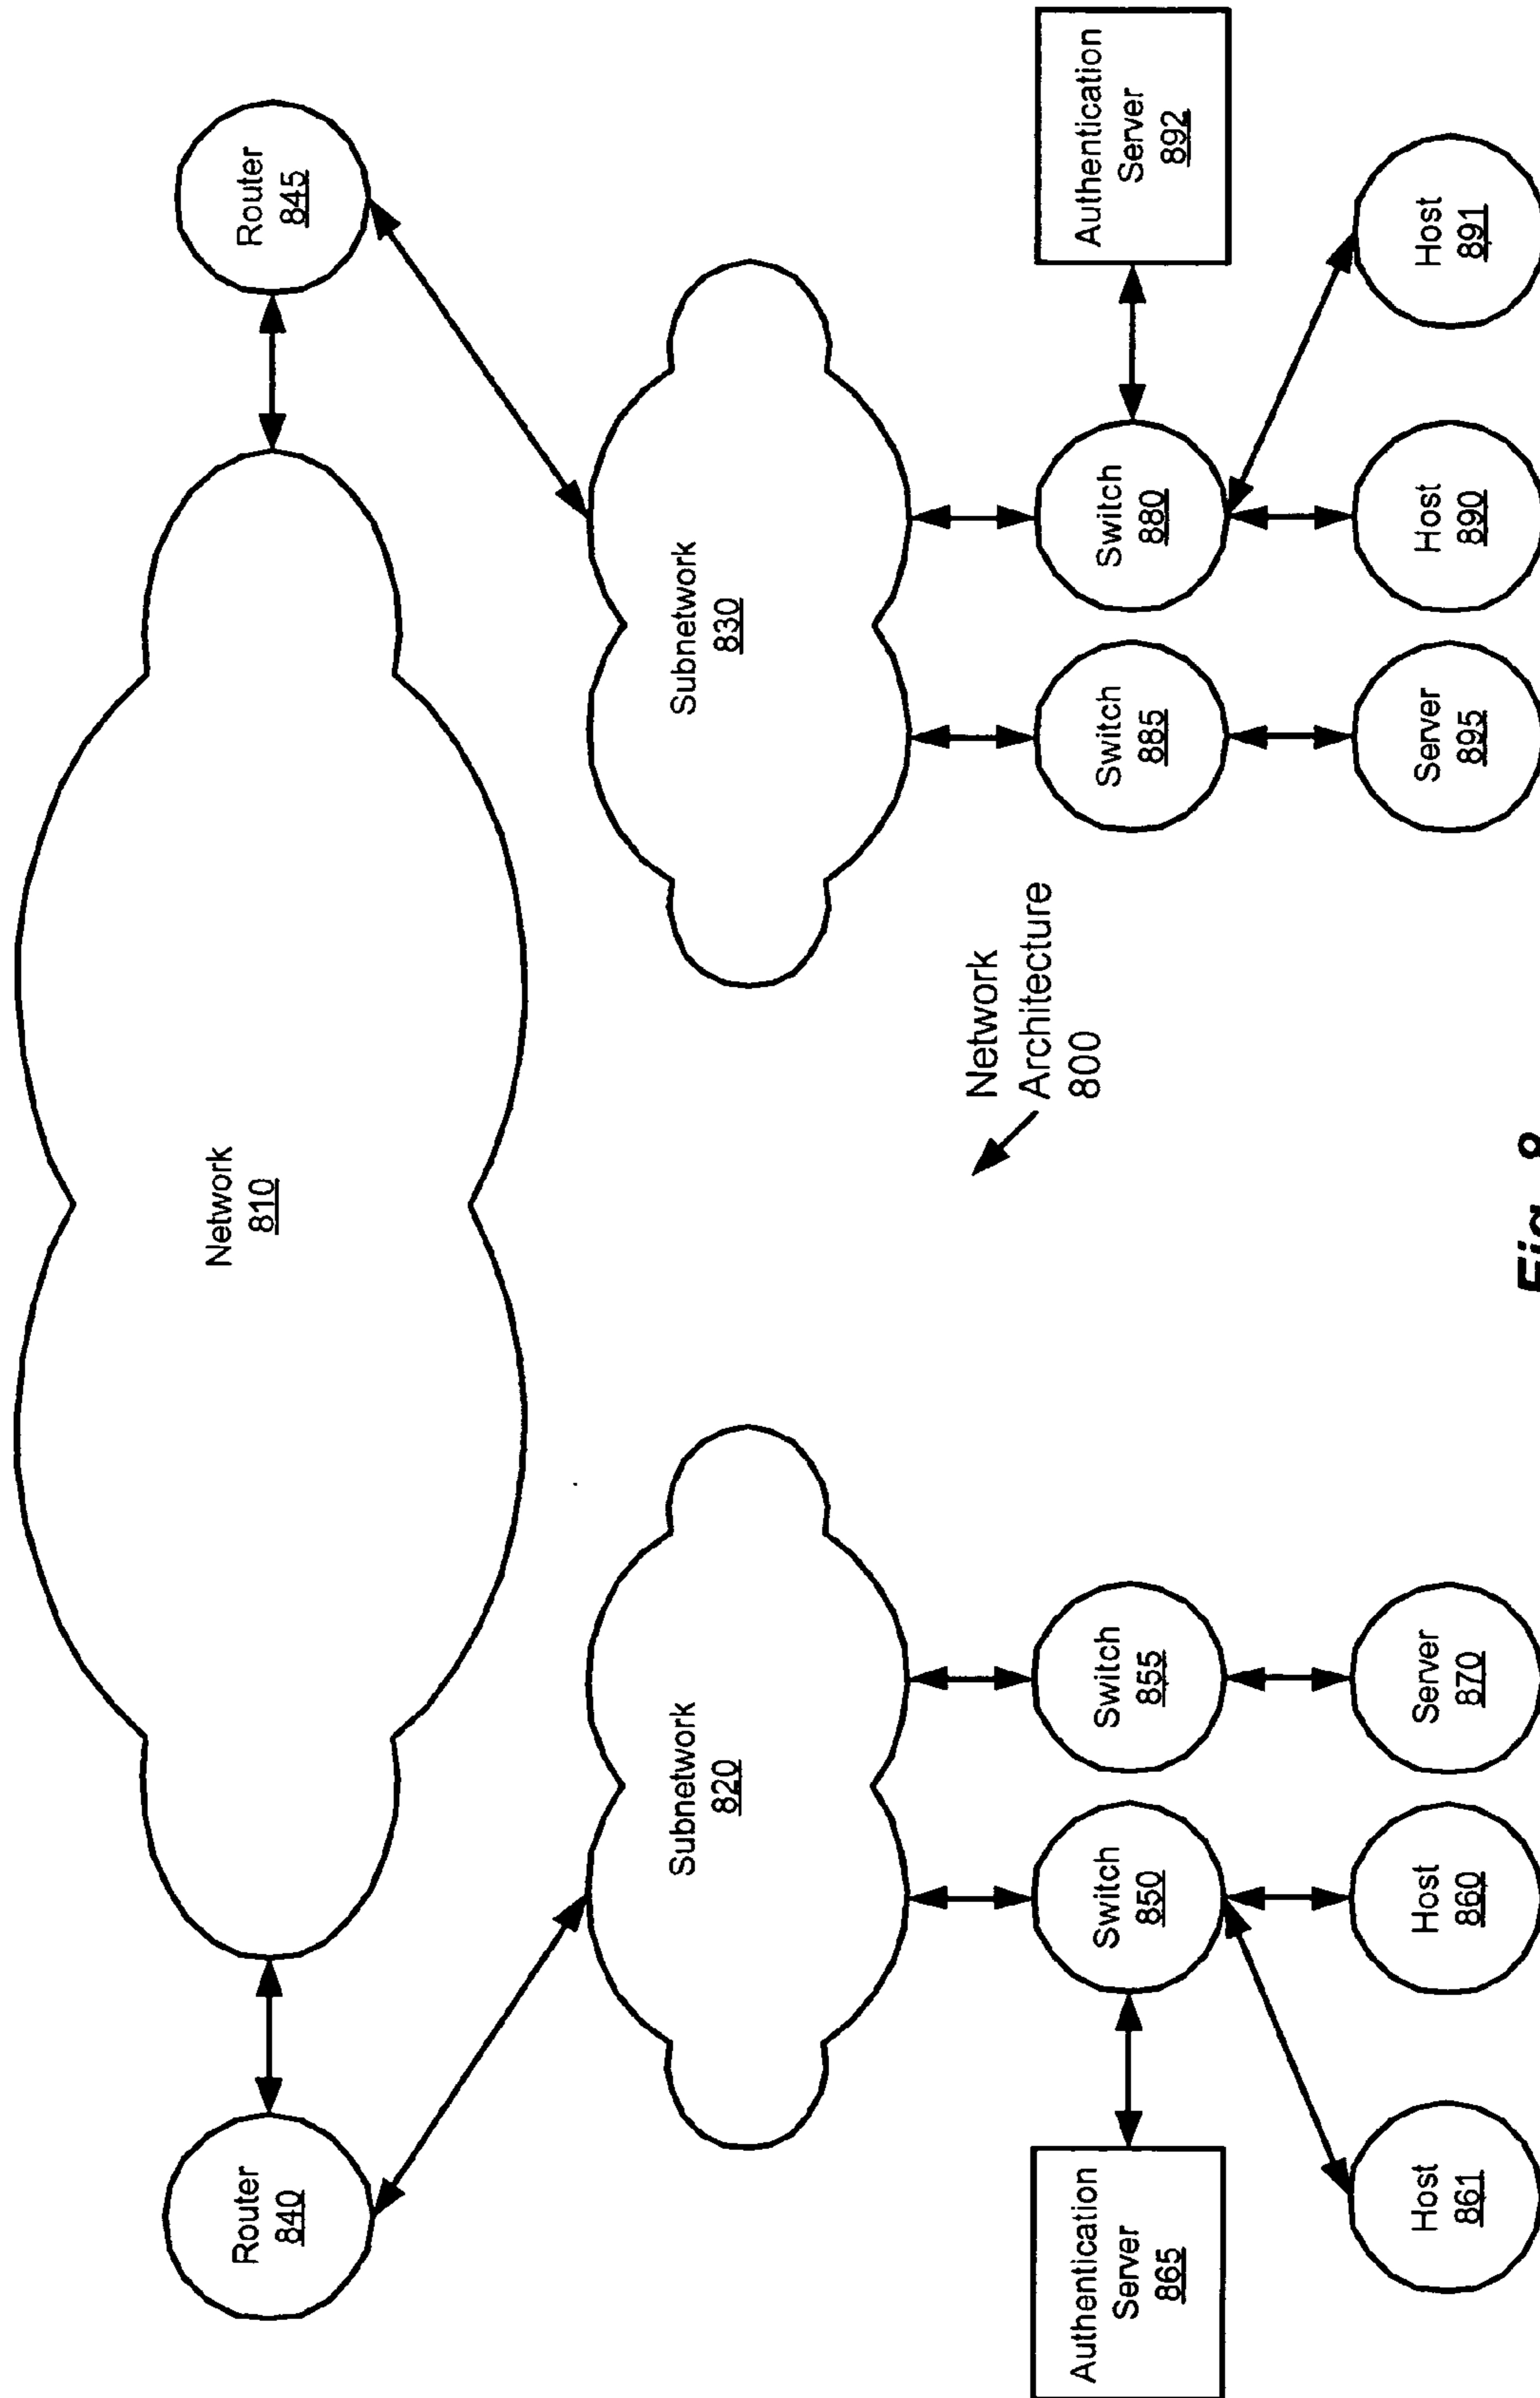 Network
810
Router
840
Router
845
Subnetwork
820
Subnetwork
830
Network
Architecture
800
Authentication
Server
865
Switch
850
Switch
855
Switch
885
Switch
880
Authentication
Server
892
Host
861
Host
860
Server
870
Server
895
Host
890
Host
891
Fig. 8